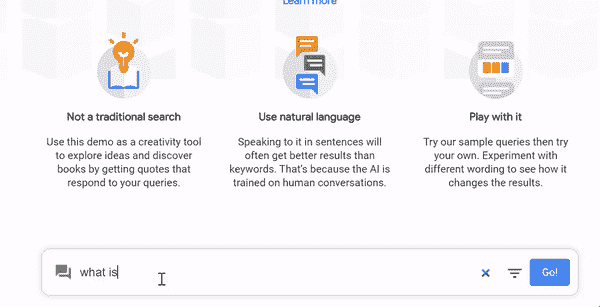 Learn more
Not a traditional search
Use this demo as a creativity tool
to explore ideas and discover
books by getting quotes that
respond to your queries.
Use natural language
Speaking to it in sentences will
often get better results than
keywords. That's because the AI is
trained on human conversations.
Play with it
Try our sample queries then try
your own. Experiment with
different wording to see how it
changes the results.
what is
Go!